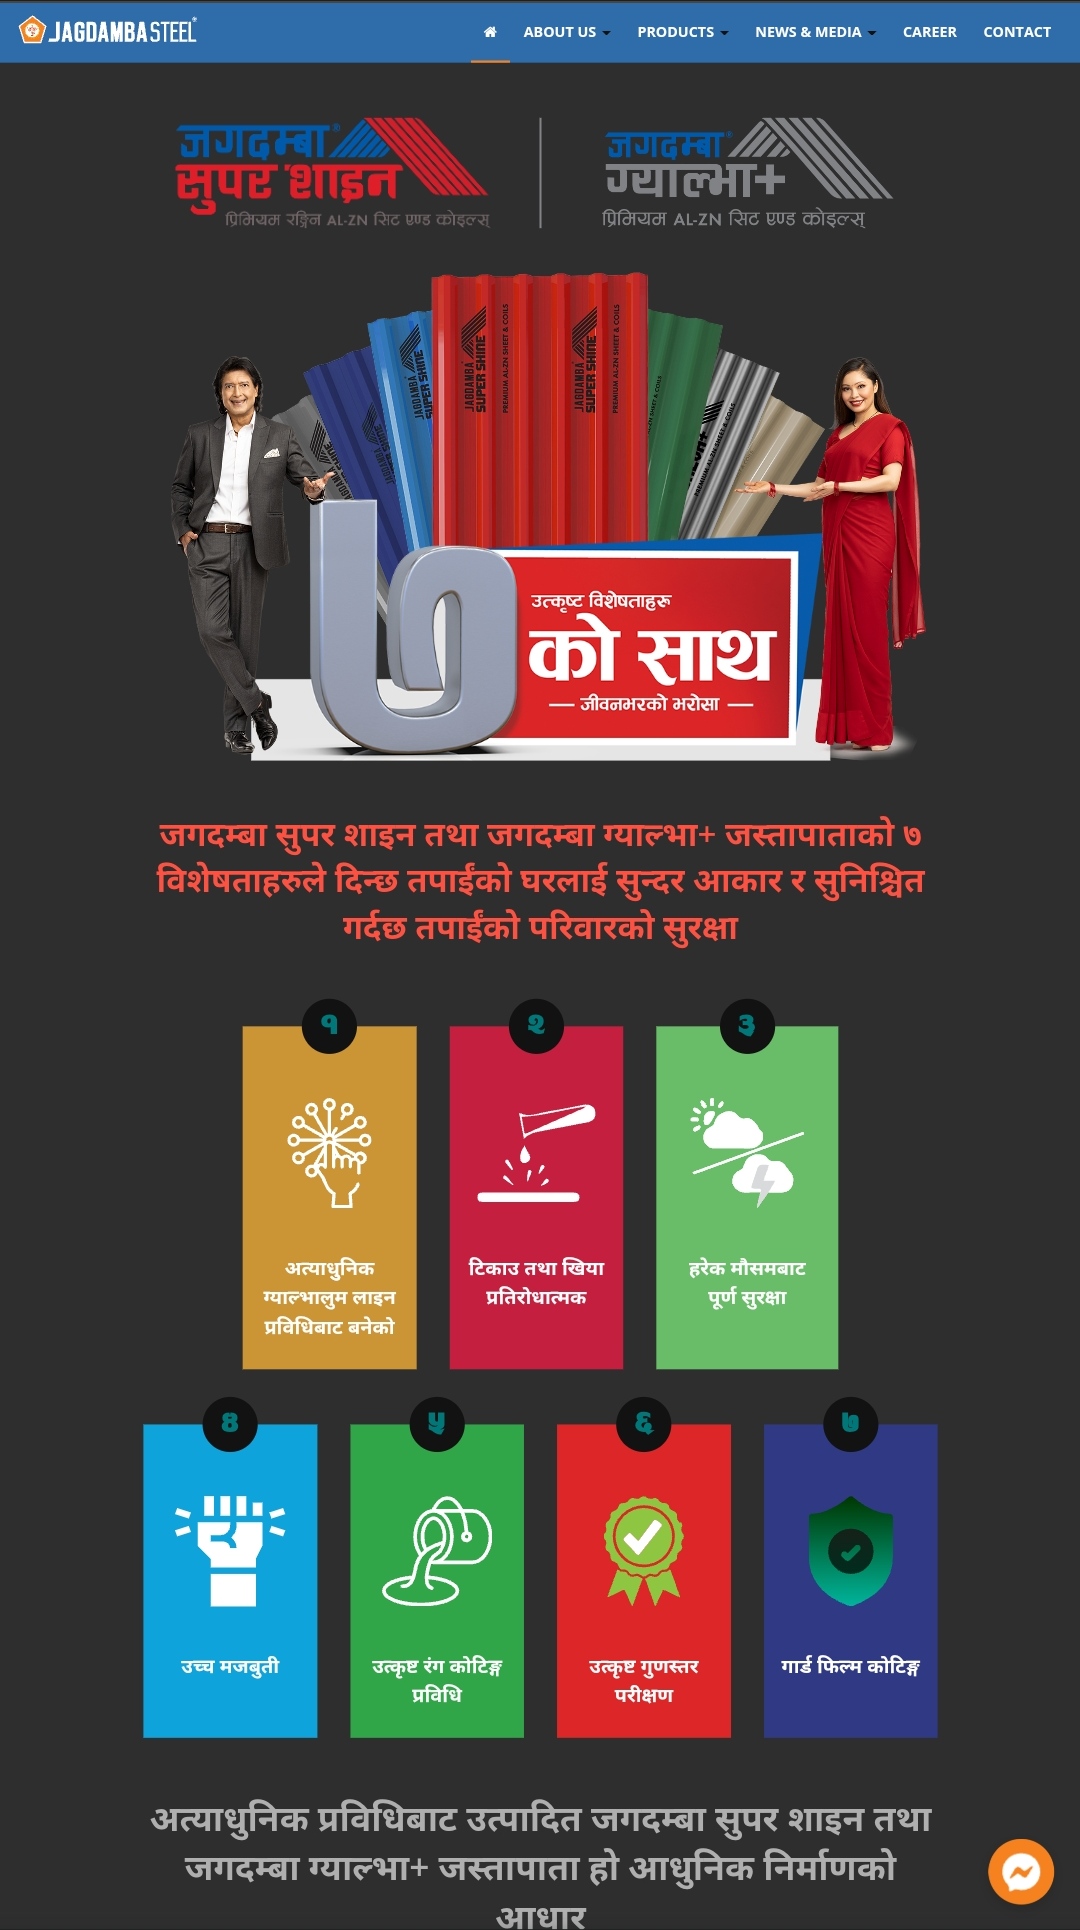 JAGDAMBA STEEL®
ABOUT US
PRODUCTS
NEWS & MEDIA
CAREER
CONTACT
जगदम्बा®
सुपर शाइन
प्रिमियम रङ्गिन AL-ZN सिट एण्ड कोइल्स्
जगदम्बा®
ग्याल्भा+
प्रिमियम AL-ZN सिट एण्ड कोइल्स्
JAGDAMBA
SUPER SHINE
PREMIUM AL-ZN SHEET & COILS
JAGDAMBA
SUPER SHINE
PREMIUM AL-ZN SHEET & COILS
JAGDAMBA
SUPER SHINE
७
उत्कृष्ट विशेषताहरू
को साथ
जीवनभरको भरोसा
जगदम्बा सुपर शाइन तथा जगदम्बा ग्याल्भा+ जस्तापाताको ७
विशेषताहरुले दिन्छ तपाईंको घरलाई सुन्दर आकार र सुनिश्चित
गर्दछ तपाईंको परिवारको सुरक्षा
१
अत्याधुनिक
ग्याल्भालुम लाइन
प्रविधिबाट बनेको
२
टिकाउ तथा खिया
प्रतिरोधात्मक
३
हरेक मौसमबाट
पूर्ण सुरक्षा
४
उच्च मजबुती
५
उत्कृष्ट रंग कोटिङ्ग
प्रविधि
६
उत्कृष्ट गुणस्तर
परीक्षण
७
गार्ड फिल्म कोटिङ्ग
अत्याधुनिक प्रविधिबाट उत्पादित जगदम्बा सुपर शाइन तथा
जगदम्बा ग्याल्भा+ जस्तापाता हो आधुनिक निर्माणको
आधार